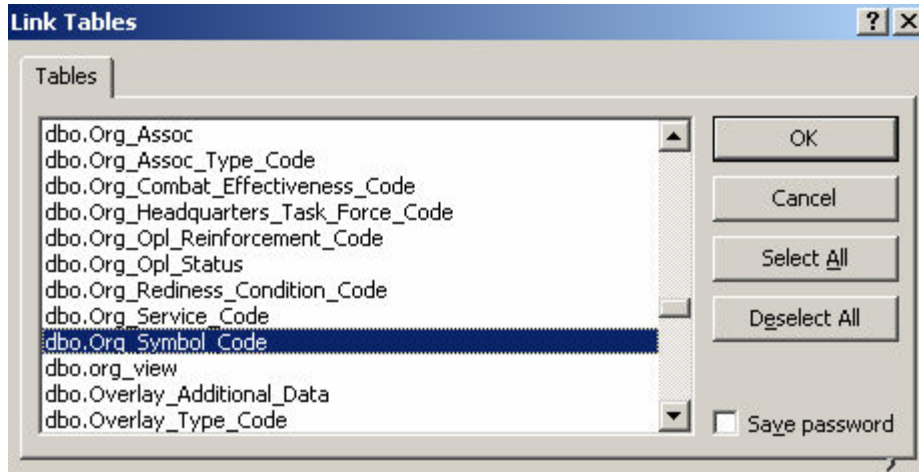 Link Tables
Tables
dbo.Org_Assoc
dbo.Org_Assoc_Type_Code
dbo.Org_Combat_Effectiveness_Code
dbo.Org_Headquarters_Task_Force_Code
dbo.Org_Opl_Reinforcement_Code
dbo.Org_Opl_Status
dbo.Org_Rediness_Condition_Code
dbo.Org_Service_Code
dbo.Org_Symbol_Code
dbo.org_view
dbo.Overlay_Additional_Data
dbo.Overlay_Type_Code
OK
Cancel
Select All
Deselect All
Save password